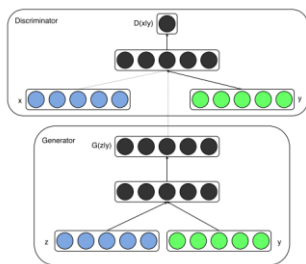 Discriminator
D(x|y)
x
y
Generator
G(z|y)
z
y